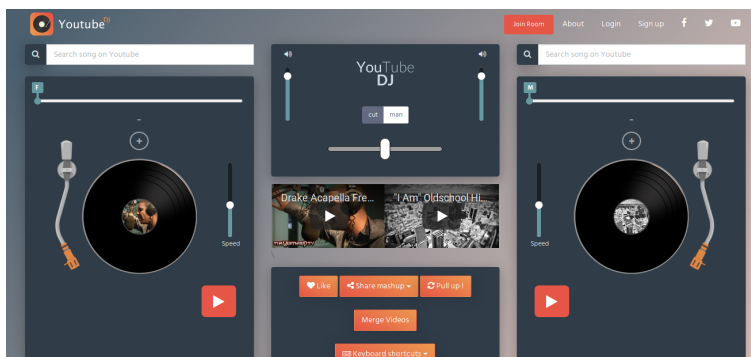 Youtube DJ
Join Room
About
Login
Sign up
Search song on Youtube
Search song on Youtube
F
-
Speed
YouTube
DJ
cut
man
M
-
Speed
Drake Acapella Fre...
"I Am" Oldschool Hi...
Like
Share mashup
Pull up !
Merge Videos
Keyboard shortcuts